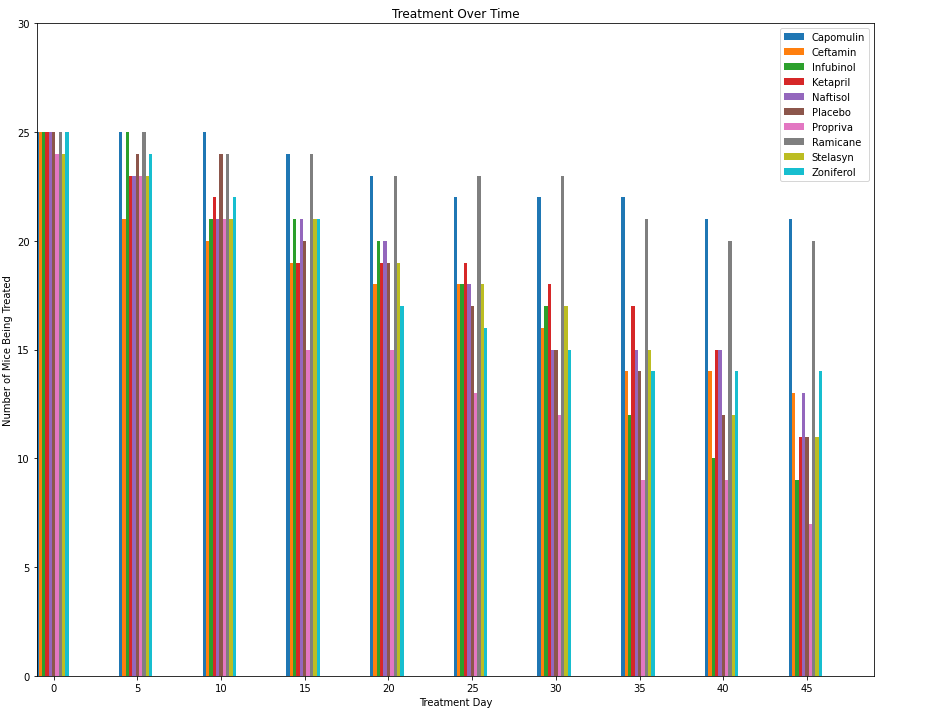 Treatment Over Time
30
25
20
15
10
5
0
Number of Mice Being Treated
Capomulin
Ceftamin
Infubinol
Ketapril
Naftisol
Placebo
Propriva
Ramicane
Stelasyn
Zoniferol
0 5 10 15 20 25 30 35 40 45
Treatment Day